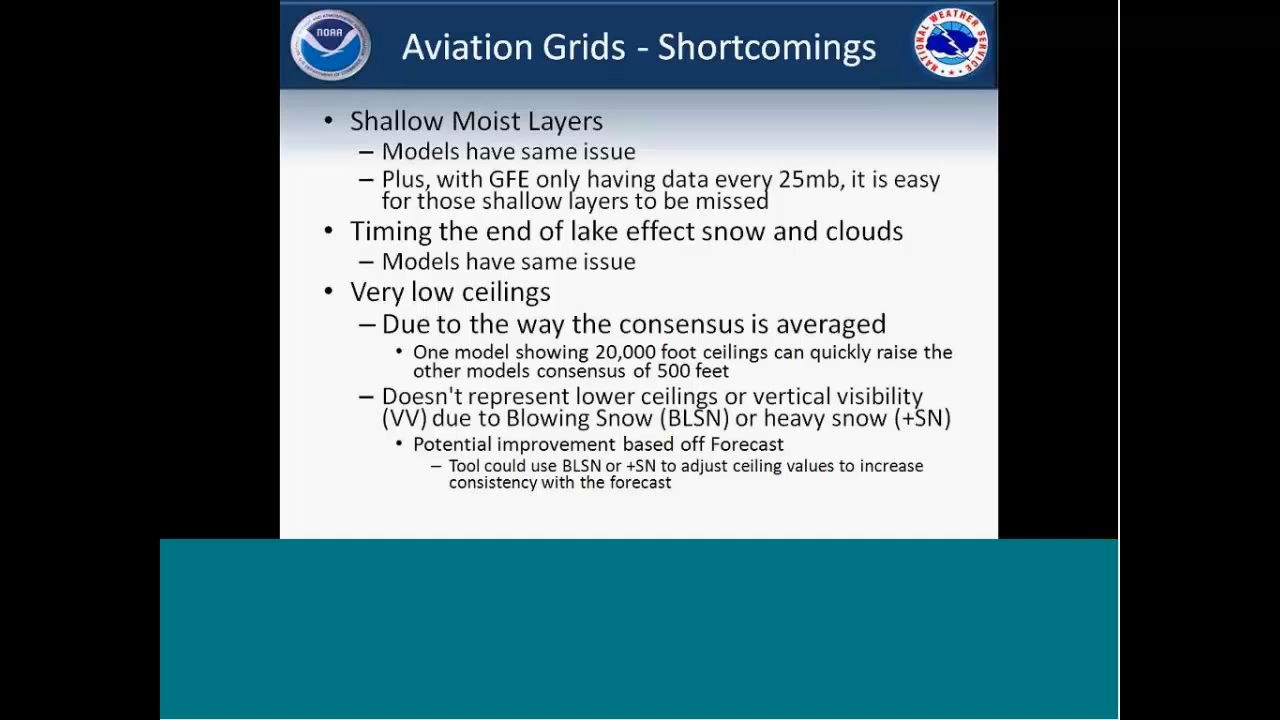 NOAA
Aviation Grids - Shortcomings
NATIONAL WEATHER SERVICE
• Shallow Moist Layers
– Models have same issue
– Plus, with GFE only having data every 25mb, it is easy
for those shallow layers to be missed
• Timing the end of lake effect snow and clouds
– Models have same issue
• Very low ceilings
– Due to the way the consensus is averaged
• One model showing 20,000 foot ceilings can quickly raise the
other models consensus of 500 feet
– Doesn't represent lower ceilings or vertical visibility
(VV) due to Blowing Snow (BLSN) or heavy snow (+SN)
• Potential improvement based off Forecast
– Tool could use BLSN or +SN to adjust ceiling values to increase
consistency with the forecast